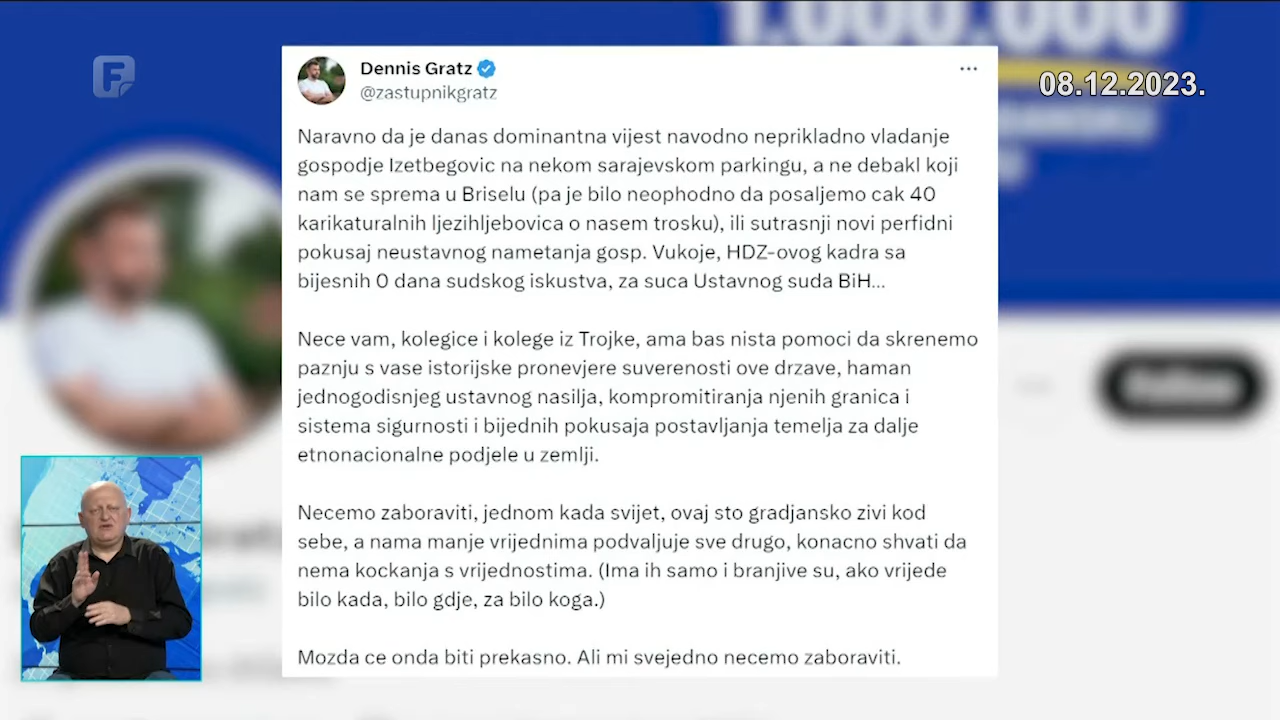 1.000.000
F
08.12.2023.
Dennis Gratz
@zastupnikgratz
Naravno da je danas dominantna vijest navodno neprikladno vladanje
gospodje Izetbegovic na nekom sarajevskom parkingu, a ne debakl koji
nam se sprema u Briselu (pa je bilo neophodno da posaljemo cak 40
karikaturalnih ljezihljebovica o nasem trosku), ili sutrasnji novi perfidni
pokusaj neustavnog nametanja gosp. Vukoje, HDZ-ovog kadra sa
bijesnih 0 dana sudskog iskustva, za suca Ustavnog suda BiH...
Nece vam, kolegice i kolege iz Trojke, ama bas nista pomoci da skrenemo
paznju s vase istorijske pronevjere suverenosti ove drzave, haman
jednogodisnjeg ustavnog nasilja, kompromitiranja njenih granica i
sistema sigurnosti i bijednih pokusaja postavljanja temelja za dalje
etnonacionalne podjele u zemlji.
Necemo zaboraviti, jednom kada svijet, ovaj sto gradjansko zivi kod
sebe, a nama manje vrijednima podvaljuje sve drugo, konacno shvati da
nema kockanja s vrijednostima. (Ima ih samo i branjive su, ako vrijede
bilo kada, bilo gdje, za bilo koga.)
Mozda ce onda biti prekasno. Ali mi svejedno necemo zaboraviti.